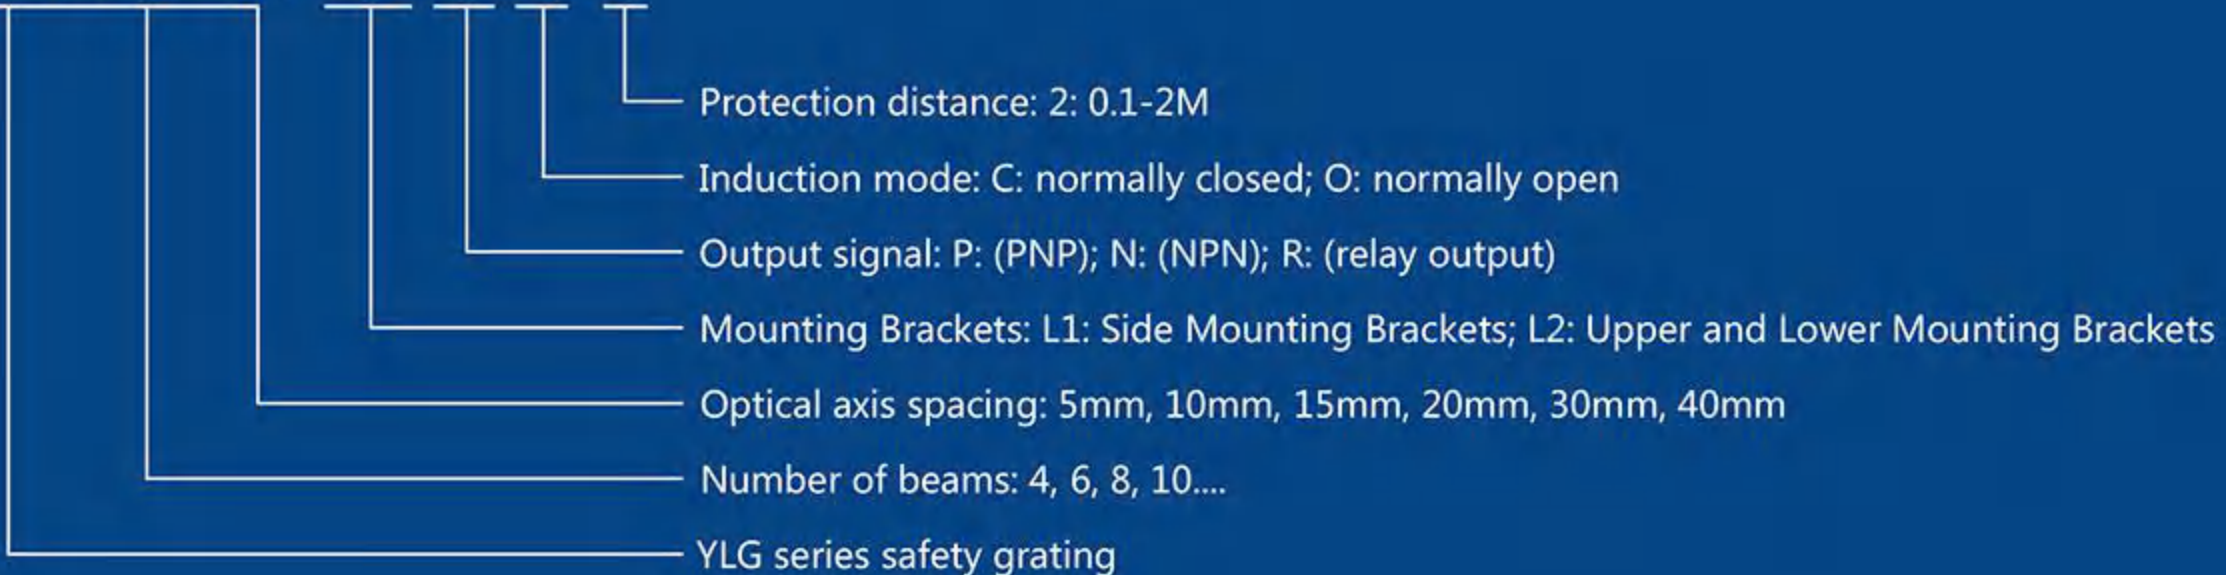 Protection distance: 2: 0.1-2M
Induction mode: C: normally closed; O: normally open
Output signal: P: (PNP); N: (NPN); R: (relay output)
Mounting Brackets: L1: Side Mounting Brackets; L2: Upper and Lower Mounting Brackets
Optical axis spacing: 5mm, 10mm, 15mm, 20mm, 30mm, 40mm
Number of beams: 4, 6, 8, 10....
YLG series safety grating